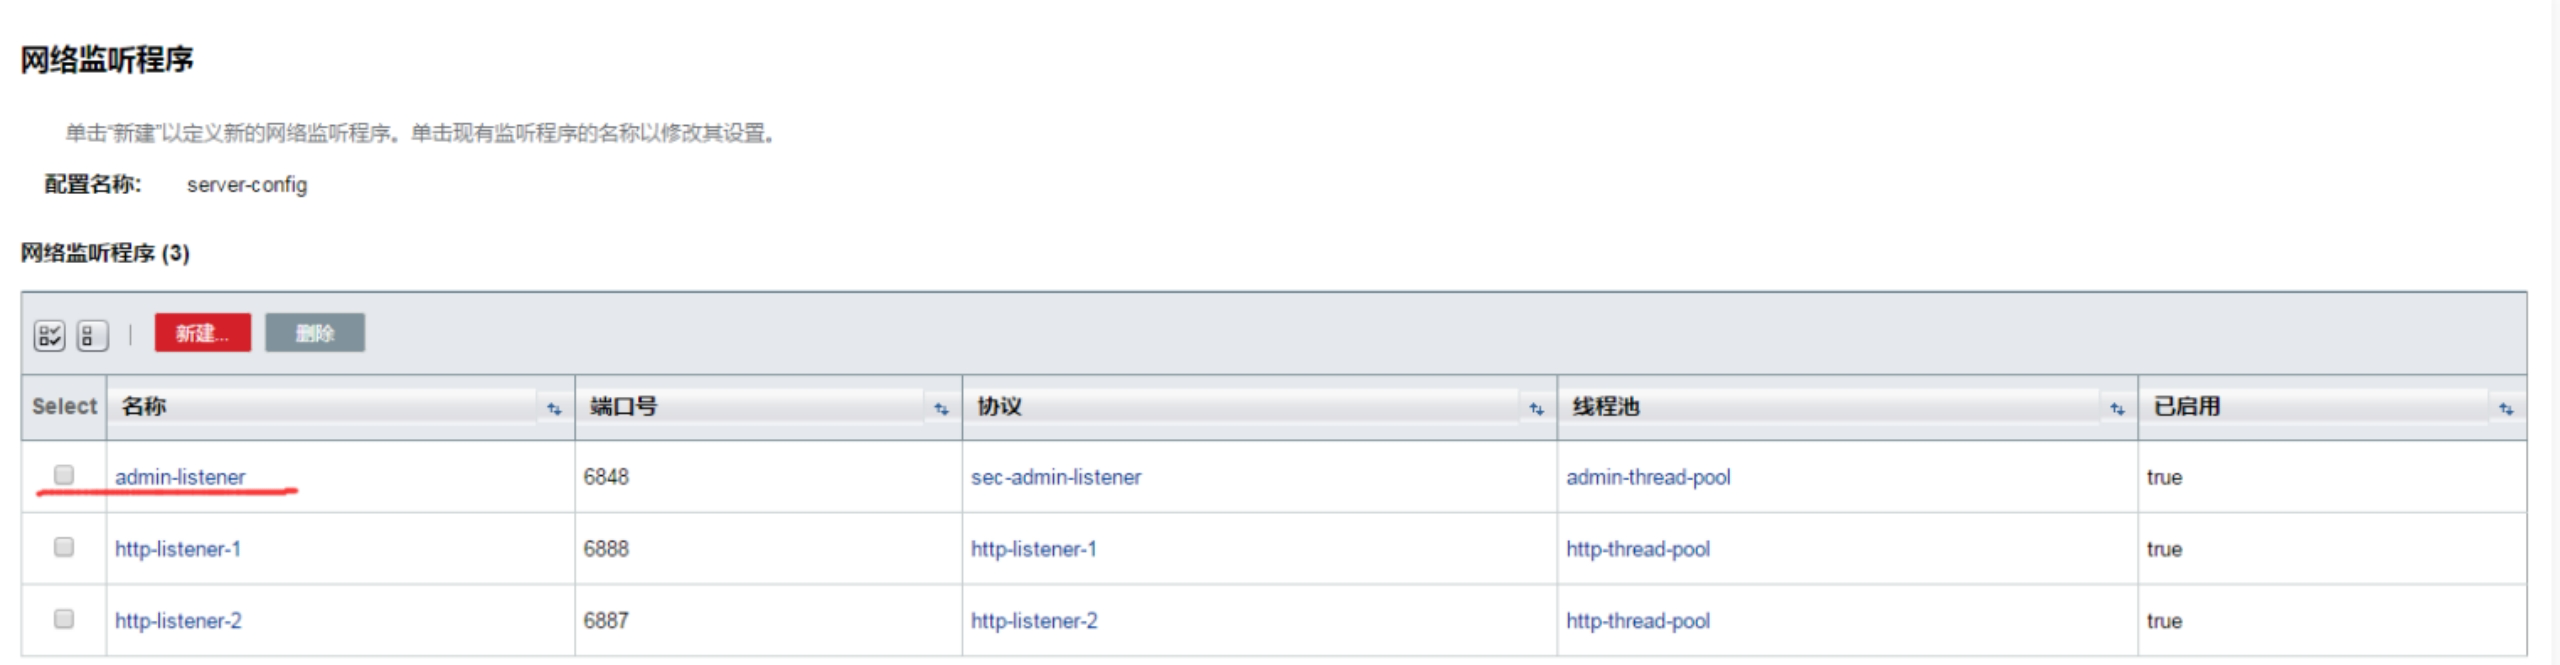 网络监听程序
单击“新建”以定义新的网络监听程序。单击现有监听程序的名称以修改其设置。
配置名称: server-config
网络监听程序 (3)
新建... 删除
Select 名称 端口号 协议 线程池 已启用
admin-listener 6848 sec-admin-listener admin-thread-pool true
http-listener-1 6888 http-listener-1 http-thread-pool true
http-listener-2 6887 http-listener-2 http-thread-pool true